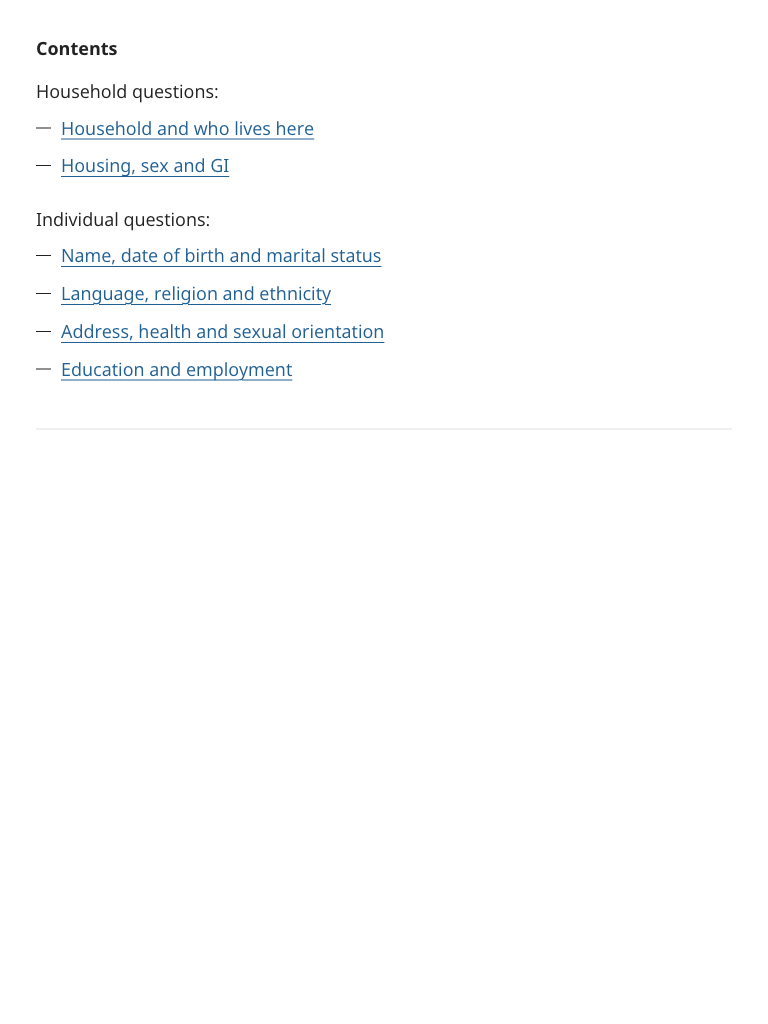 Contents
Household questions:
— Household and who lives here
— Housing, sex and GI
Individual questions:
— Name, date of birth and marital status
— Language, religion and ethnicity
— Address, health and sexual orientation
— Education and employment